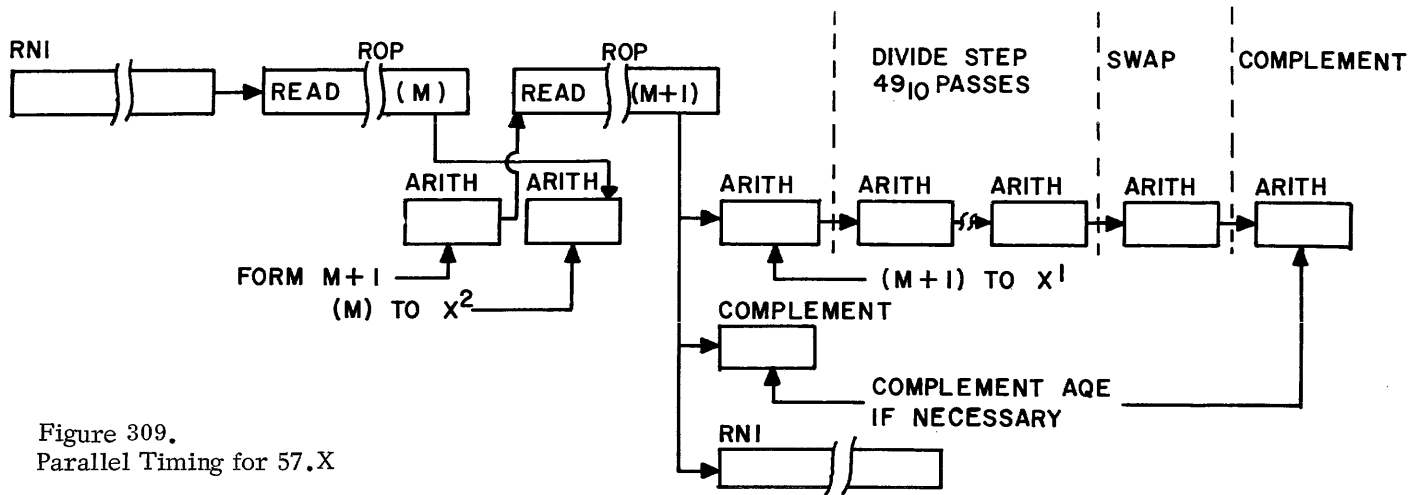 RNI
ROP
READ (M)
ROP
READ (M+1)
DIVIDE STEP
49₁₀ PASSES
SWAP
COMPLEMENT
ARITH
ARITH
ARITH
ARITH
ARITH
ARITH
ARITH
FORM M+1
(M) TO X²
(M+1) TO X¹
COMPLEMENT
COMPLEMENT AQE
IF NECESSARY
RNI
Figure 309.
Parallel Timing for 57.X